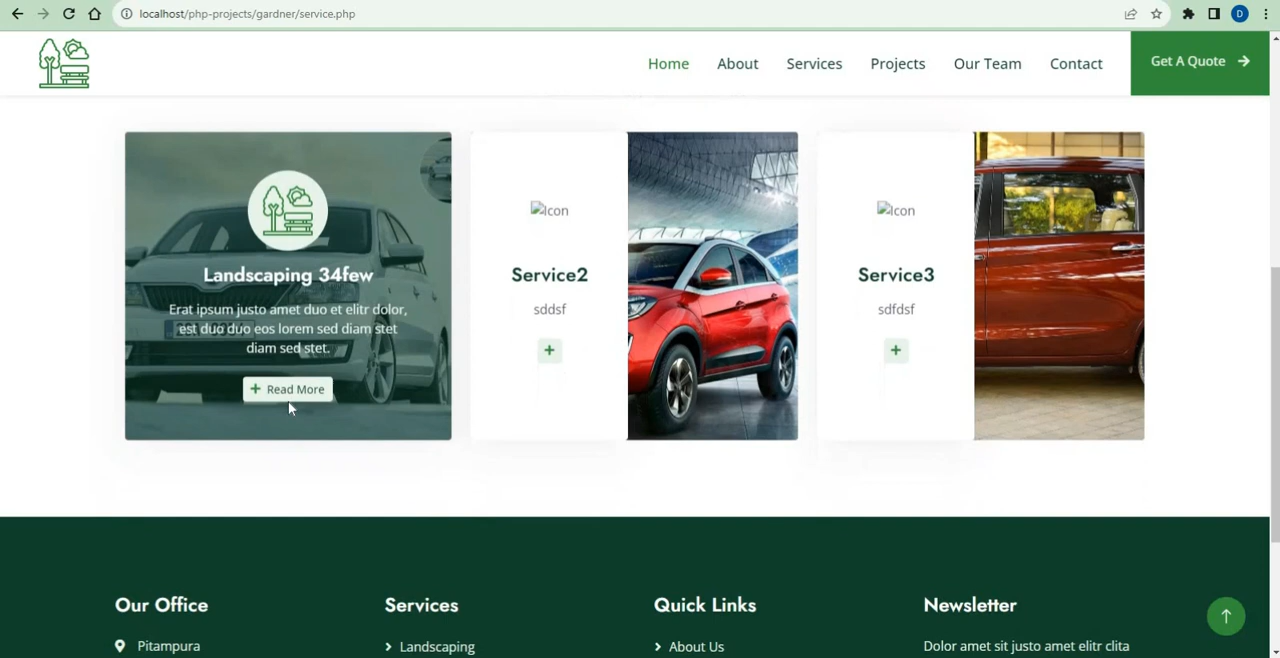 localhost/php-projects/gardner/service.php
D
Home
About
Services
Projects
Our Team
Contact
Get A Quote
Landscaping 34few
Erat ipsum justo amet duo et elitr dolor,
est duo duo eos lorem sed diam stet
diam sed stet.
+ Read More
Icon
Service2
sddsf
+
Icon
Service3
sdfdsf
+
Our Office
Pitampura
Services
Landscaping
Quick Links
About Us
Newsletter
Dolor amet sit justo amet elitr clita